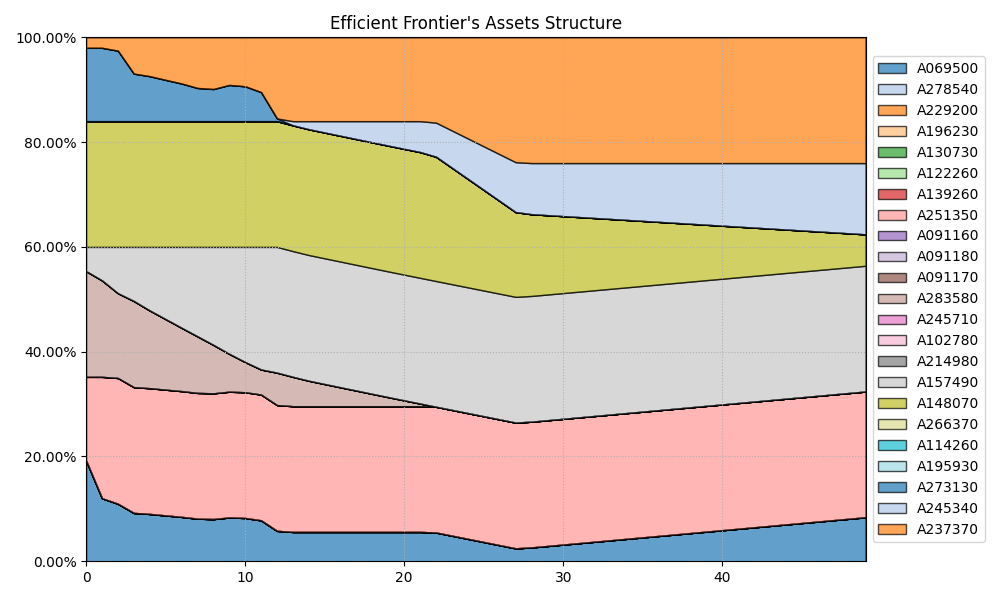 Efficient Frontier's Assets Structure
100.00%
80.00%
60.00%
40.00%
20.00%
0.00%
0
10
20
30
40
A069500
A278540
A229200
A196230
A130730
A122260
A139260
A251350
A091160
A091180
A091170
A283580
A245710
A102780
A214980
A157490
A148070
A266370
A114260
A195930
A273130
A245340
A237370